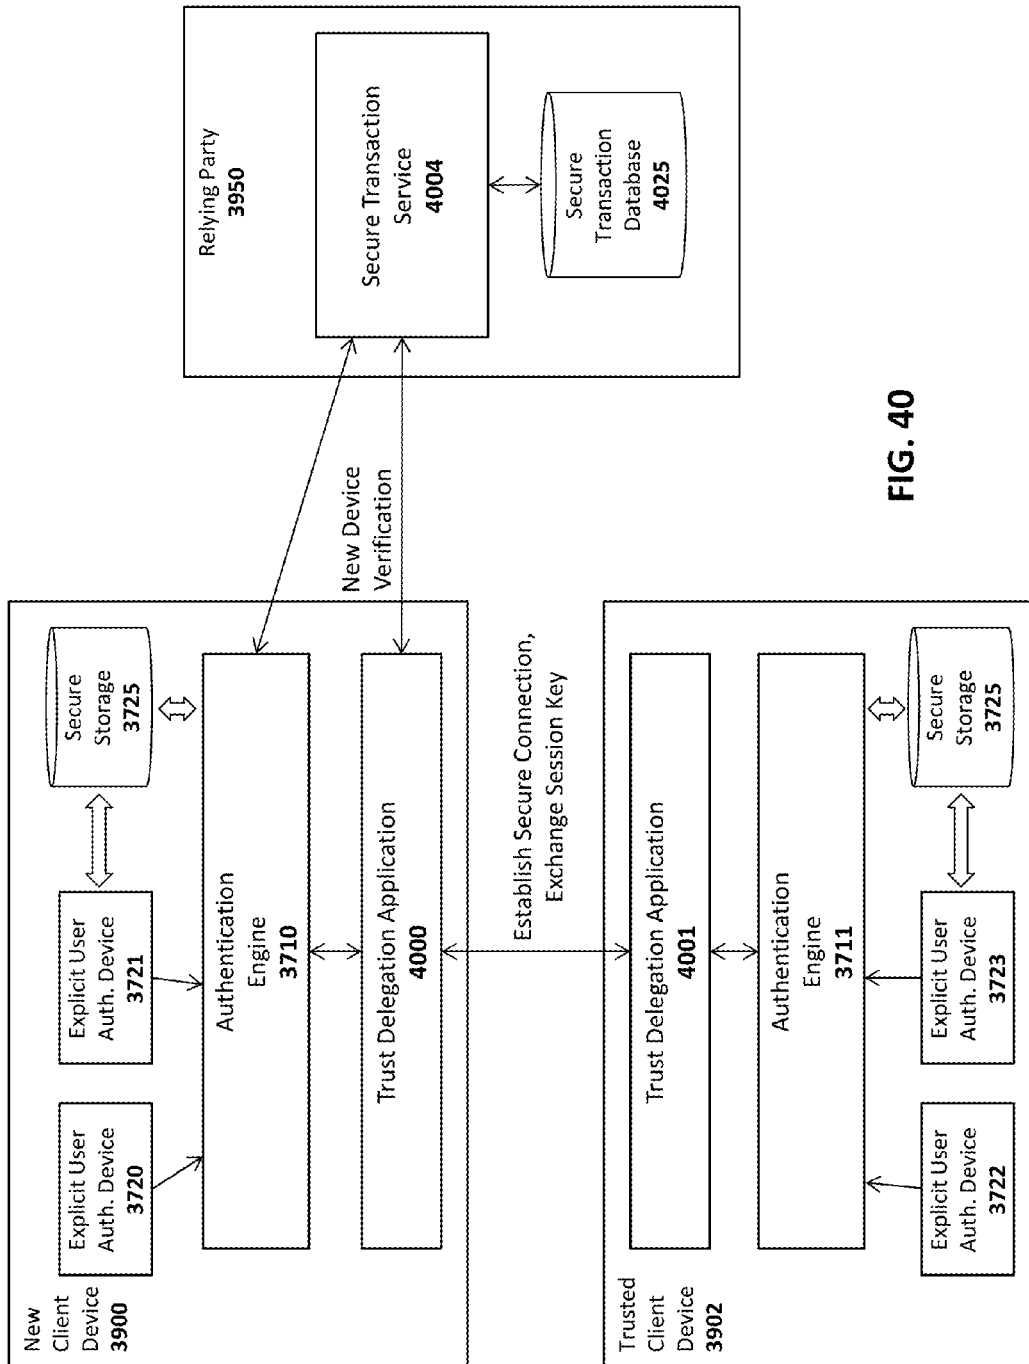 New
Client
Device
3900
Explicit User
Auth. Device
3720
Explicit User
Auth. Device
3721
Secure
Storage
3725
Authentication
Engine
3710
Trust Delegation Application
4000
New Device
Verification
Relying Party
3950
Secure Transaction
Service
4004
Secure
Transaction
Database
4025
Establish Secure Connection,
Exchange Session Key
Trusted
Client
Device
3902
Trust Delegation Application
4001
Authentication
Engine
3711
Explicit User
Auth. Device
3722
Explicit User
Auth. Device
3723
Secure
Storage
3725
FIG. 40